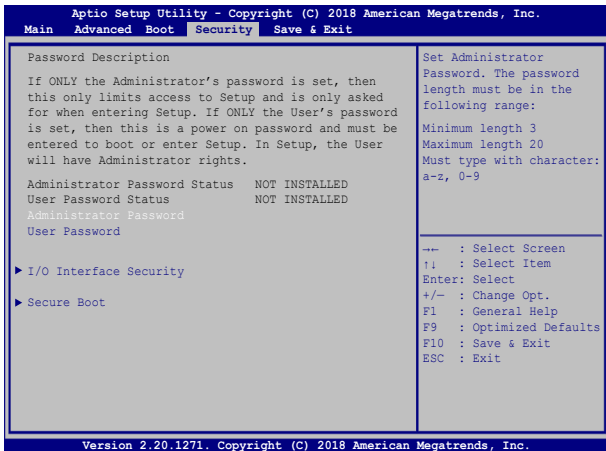 Aptio Setup Utility - Copyright (C) 2018 American Megatrends, Inc.
Main Advanced Boot Security Save & Exit
Password Description
If ONLY the Administrator's password is set, then
this only limits access to Setup and is only asked
for when entering Setup. If ONLY the User's password
is set, then this is a power on password and must be
entered to boot or enter Setup. In Setup, the User
will have Administrator rights.
Administrator Password Status NOT INSTALLED
User Password Status NOT INSTALLED
Administrator Password
User Password
▶ I/O Interface Security
▶ Secure Boot
Set Administrator
Password. The password
length must be in the
following range:
Minimum length 3
Maximum length 20
Must type with character:
a-z, 0-9
→← : Select Screen
↑↓ : Select Item
Enter: Select
+/— : Change Opt.
F1 : General Help
F9 : Optimized Defaults
F10 : Save & Exit
ESC : Exit
Version 2.20.1271. Copyright (C) 2018 American Megatrends, Inc.